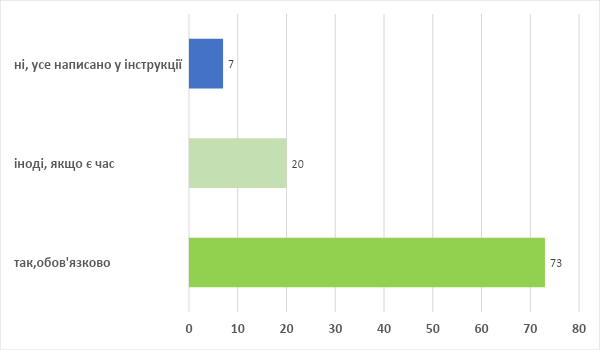 ні, усе написано у інструкції
7
іноді, якщо є час
20
так,обов'язково
73
0 10 20 30 40 50 60 70 80